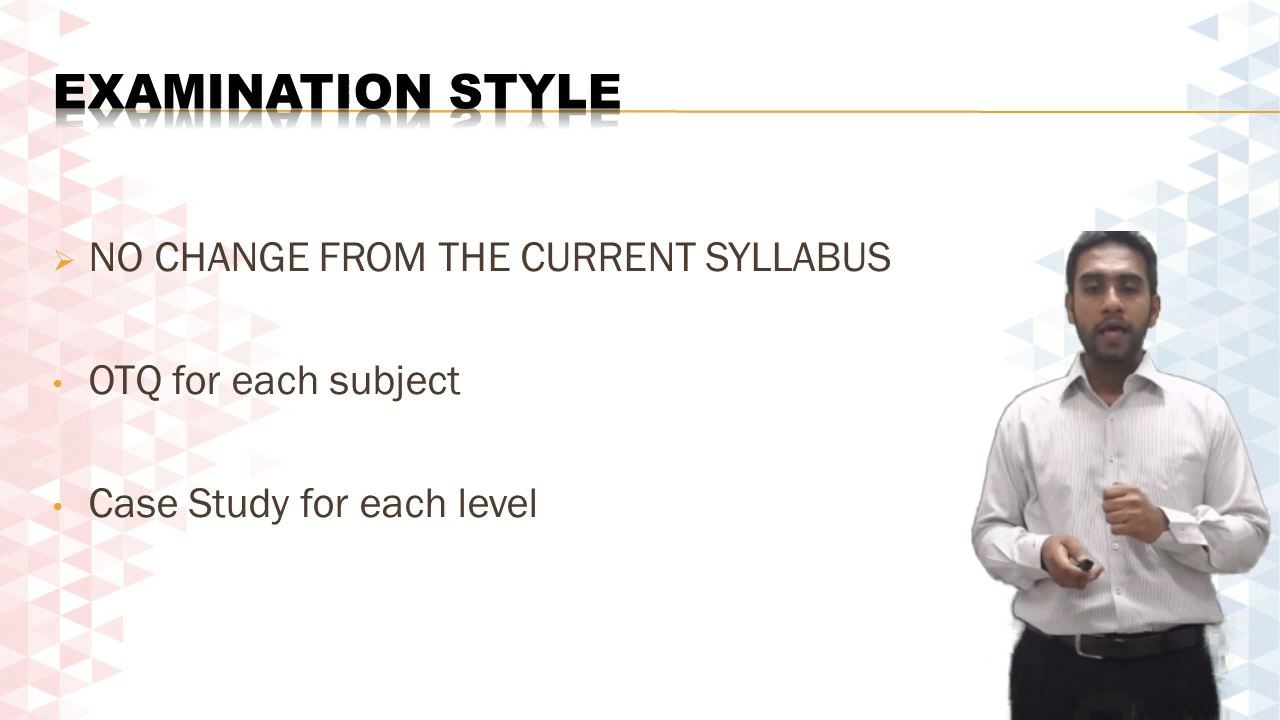 EXAMINATION STYLE
NO CHANGE FROM THE CURRENT SYLLABUS
OTQ for each subject
Case Study for each level